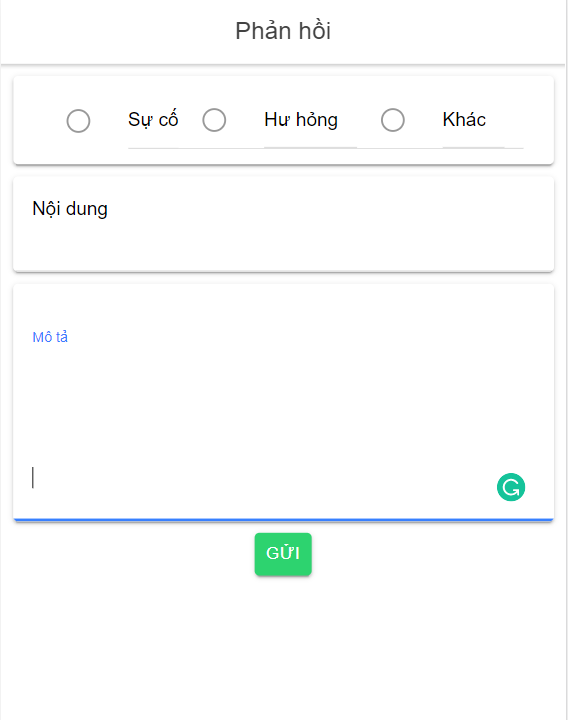 Phản hồi
Sự cố Hư hỏng Khác
Nội dung
Mô tả
GỬI